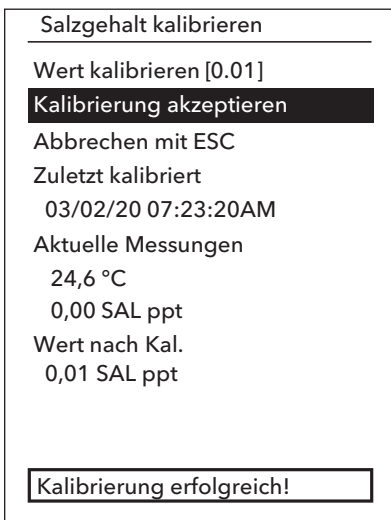 Salzgehalt kalibrieren
Wert kalibrieren [0.01]
Kalibrierung akzeptieren
Abbrechen mit ESC
Zuletzt kalibriert
03/02/20 07:23:20AM
Aktuelle Messungen
24,6 °C
0,00 SAL ppt
Wert nach Kal.
0,01 SAL ppt
Kalibrierung erfolgreich!